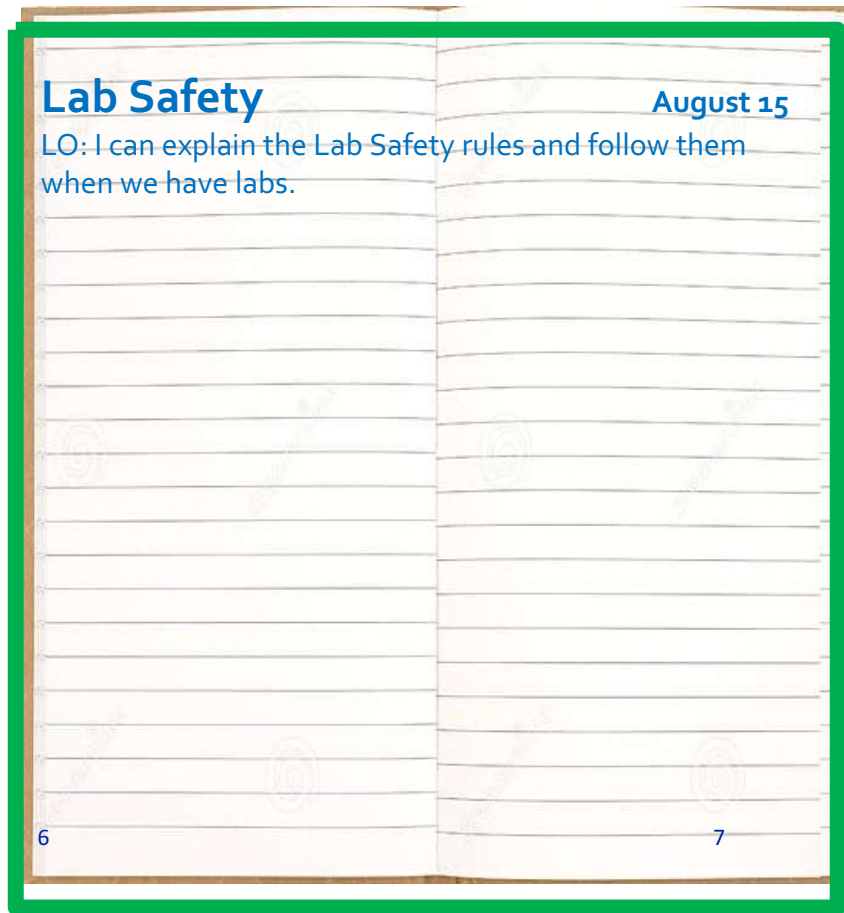 Lab Safety August 15
LO: I can explain the Lab Safety rules and follow them
when we have labs.
6 7